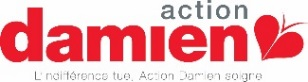 action
damien
L'indifférence tue, Action Damien soigne